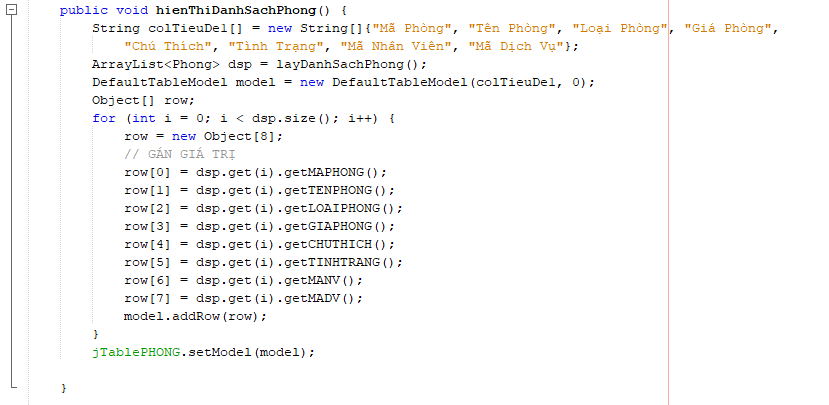 public void hienThiDanhSachPhong() {
String colTieuDe1[] = new String[]{"Mã Phòng", "Tên Phòng", "Loại Phòng", "Giá Phòng",
"Chú Thích", "Tình Trạng", "Mã Nhân Viên", "Mã Dịch Vụ"};
ArrayList<Phong> dsp = layDanhSachPhong();
DefaultTableModel model = new DefaultTableModel(colTieuDe1, 0);
Object[] row;
for (int i = 0; i < dsp.size(); i++) {
row = new Object[8];
// GÁN GIÁ TRỊ
row[0] = dsp.get(i).getMAPHONG();
row[1] = dsp.get(i).getTENPHONG();
row[2] = dsp.get(i).getLOAIPHONG();
row[3] = dsp.get(i).getGIAPHONG();
row[4] = dsp.get(i).getCHUTHICH();
row[5] = dsp.get(i).getTINHTRANG();
row[6] = dsp.get(i).getMANV();
row[7] = dsp.get(i).getMADV();
model.addRow(row);
}
jTablePHONG.setModel(model);
}